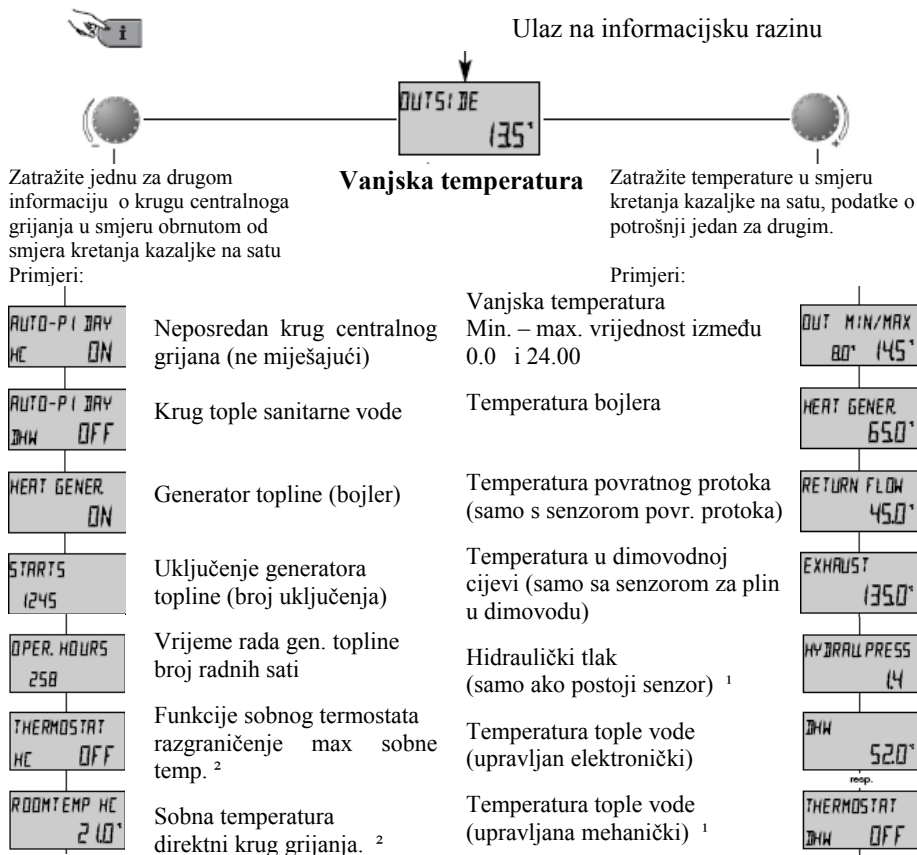 i
Ulaz na informacijsku razinu
OUTSIDE
13.5°
-
+
Vanjska temperatura
Zatražite jednu za drugom
informaciju o krugu centralnoga
grijanja u smjeru obrnutom od
smjera kretanja kazaljke na satu
Primjeri:
Zatražite temperature u smjeru
kretanja kazaljke na satu, podatke o
potrošnji jedan za drugim.
Primjeri:
AUTO-P1 DAY
HC ON
Neposredan krug centralnog
grijana (ne miješajući)
AUTO-P1 DAY
DHW OFF
Krug tople sanitarne vode
HEAT GENER.
ON
Generator topline (bojler)
STARTS
1245
Uključenje generatora
topline (broj uključenja)
OPER. HOURS
258
Vrijeme rada gen. topline
broj radnih sati
THERMOSTAT
HC OFF
Funkcije sobnog termostata
razgraničenje max sobne
temp. ²
ROOMTEMP HC
21.0°
Sobna temperatura
direktni krug grijanja. ²
Vanjska temperatura
Min. – max. vrijednost između
0.0 i 24.00
OUT MIN/MAX
8.0° 14.5°
Temperatura bojlera
HEAT GENER.
65.0°
Temperatura povratnog protoka
(samo s senzorom povr. protoka)
RETURN FLOW
45.0°
Temperatura u dimovodnoj
cijevi (samo sa senzorom za plin
u dimovodu)
EXHAUST
135.0°
Hidraulički tlak
(samo ako postoji senzor) ¹
HYDRAU.PRESS
1.4
Temperatura tople vode
(upravljan elektronički)
DHW
52.0°
resp.
Temperatura tople vode
(upravljana mehanički) ¹
THERMOSTAT
DHW OFF